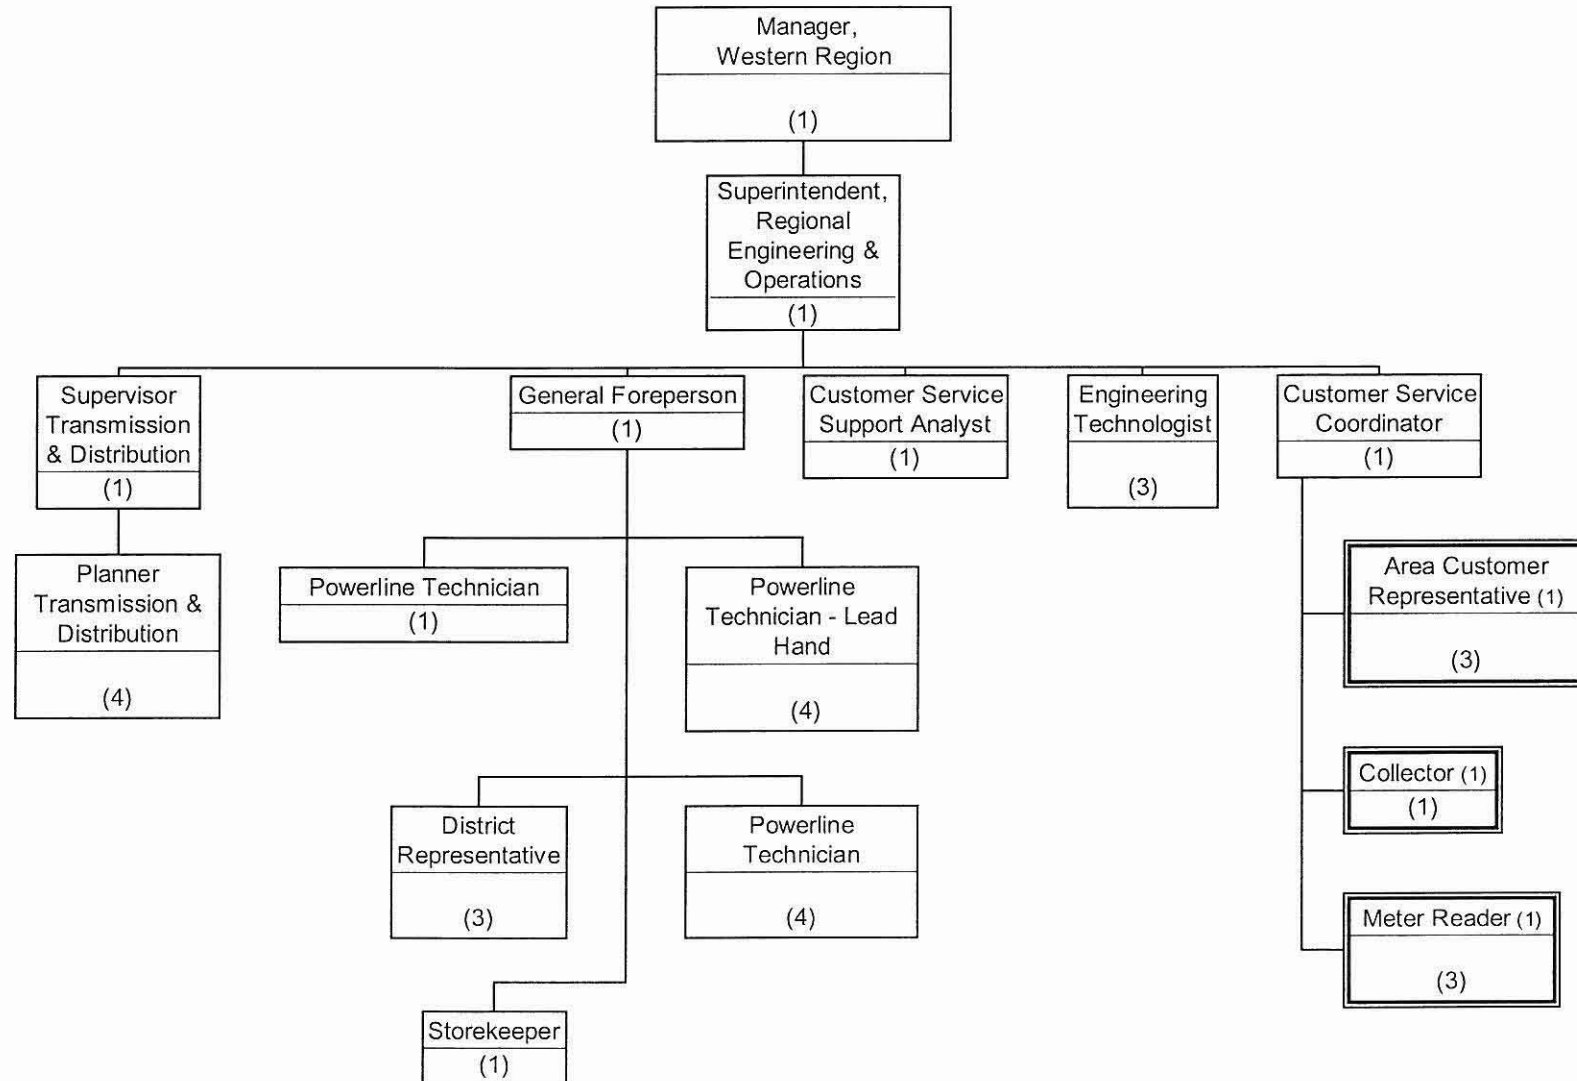 Manager,
Western Region
(1)
Superintendent,
Regional
Engineering &
Operations
(1)
Supervisor
Transmission
& Distribution
(1)
General Foreperson
(1)
Customer Service
Support Analyst
(1)
Engineering
Technologist
(3)
Customer Service
Coordinator
(1)
Planner
Transmission &
Distribution
(4)
Powerline Technician
(1)
Powerline
Technician - Lead
Hand
(4)
Area Customer
Representative (1)
(3)
District
Representative
(3)
Powerline
Technician
(4)
Collector (1)
(1)
Meter Reader (1)
(3)
Storekeeper
(1)